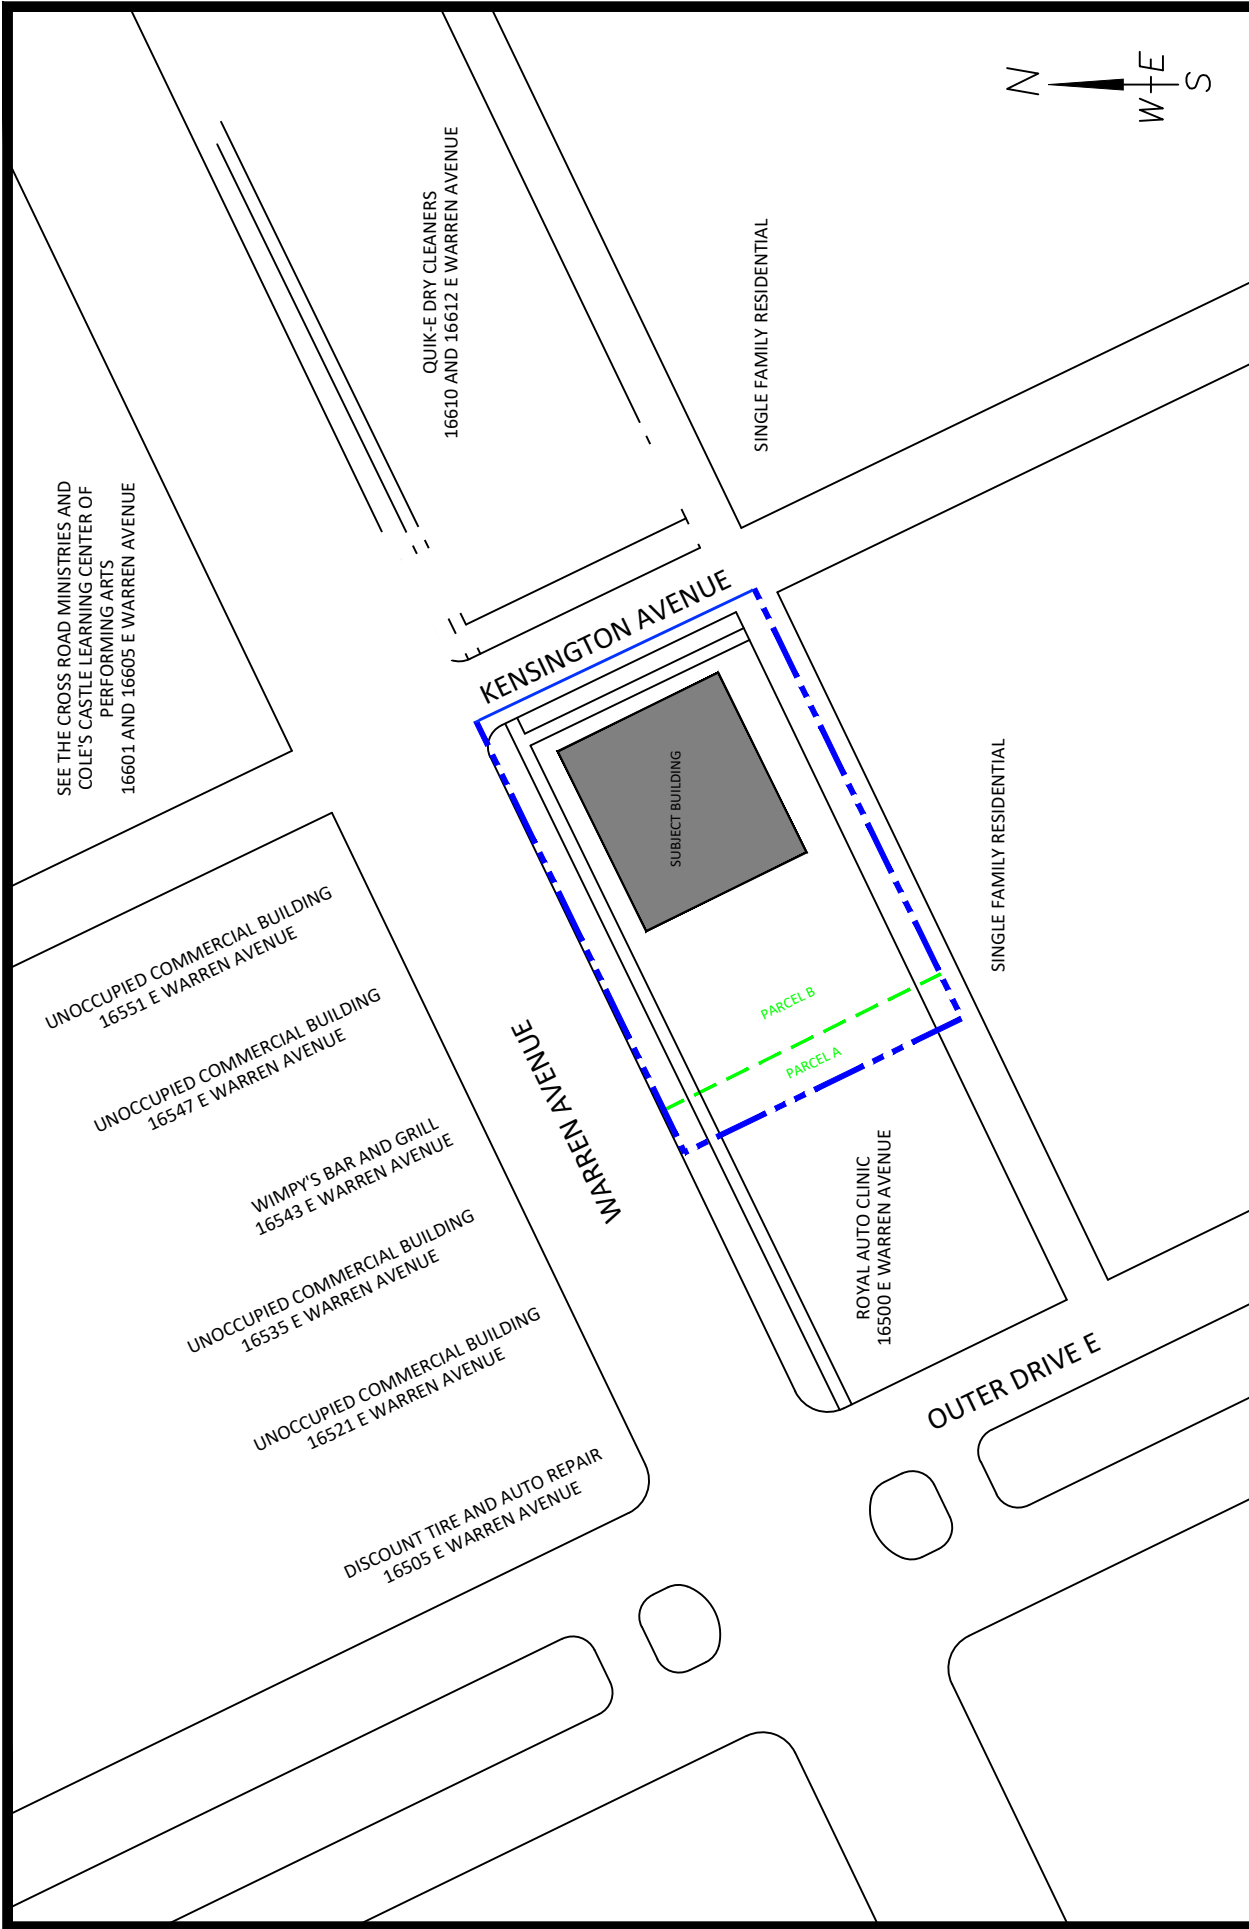 SEE THE CROSS ROAD MINISTRIES AND
COLE'S CASTLE LEARNING CENTER OF
PERFORMING ARTS
16601 AND 16605 E WARREN AVENUE
QUIK-E DRY CLEANERS
16610 AND 16612 E WARREN AVENUE
N
W E
S
SINGLE FAMILY RESIDENTIAL
KENSINGTON AVENUE
SUBJECT BUILDING
UNOCCUPIED COMMERCIAL BUILDING
16551 E WARREN AVENUE
UNOCCUPIED COMMERCIAL BUILDING
16547 E WARREN AVENUE
WIMPY'S BAR AND GRILL
16543 E WARREN AVENUE
UNOCCUPIED COMMERCIAL BUILDING
16535 E WARREN AVENUE
UNOCCUPIED COMMERCIAL BUILDING
16521 E WARREN AVENUE
DISCOUNT TIRE AND AUTO REPAIR
16505 E WARREN AVENUE
WARREN AVENUE
PARCEL B
PARCEL A
SINGLE FAMILY RESIDENTIAL
ROYAL AUTO CLINIC
16500 E WARREN AVENUE
OUTER DRIVE E